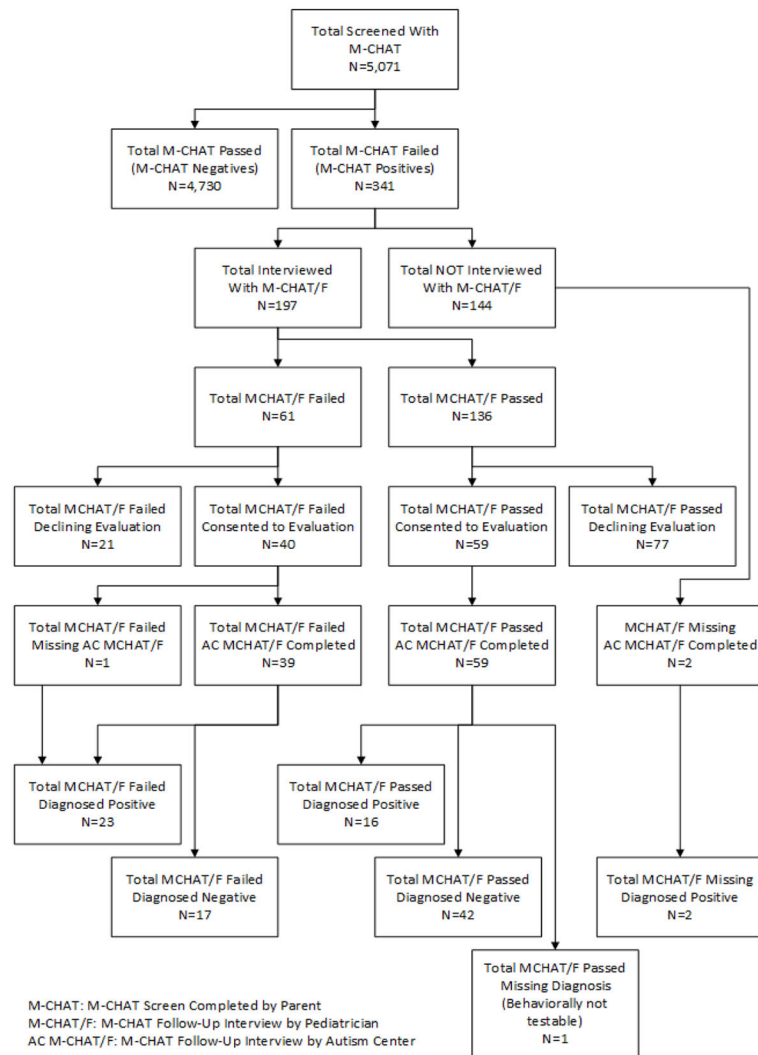 Total Screened With
M-CHAT
N=5,071
Total M-CHAT Passed
(M-CHAT Negatives)
N=4,730
Total M-CHAT Failed
(M-CHAT Positives)
N=341
Total Interviewed
With M-CHAT/F
N=197
Total NOT Interviewed
With M-CHAT/F
N=144
Total MCHAT/F Failed
N=61
Total MCHAT/F Passed
N=136
Total MCHAT/F Failed
Declining Evaluation
N=21
Total MCHAT/F Failed
Consented to Evaluation
N=40
Total MCHAT/F Passed
Consented to Evaluation
N=59
Total MCHAT/F Passed
Declining Evaluation
N=77
Total MCHAT/F Failed
Missing AC MCHAT/F
N=1
Total MCHAT/F Failed
AC MCHAT/F Completed
N=39
Total MCHAT/F Passed
AC MCHAT/F Completed
N=59
MCHAT/F Missing
AC MCHAT/F Completed
N=2
Total MCHAT/F Failed
Diagnosed Positive
N=23
Total MCHAT/F Passed
Diagnosed Positive
N=16
Total MCHAT/F Failed
Diagnosed Negative
N=17
Total MCHAT/F Passed
Diagnosed Negative
N=42
Total MCHAT/F Missing
Diagnosed Positive
N=2
Total MCHAT/F Passed
Missing Diagnosis
(Behaviorally not
testable)
N=1
M-CHAT: M-CHAT Screen Completed by Parent
M-CHAT/F: M-CHAT Follow-Up Interview by Pediatrician
AC M-CHAT/F: M-CHAT Follow-Up Interview by Autism Center